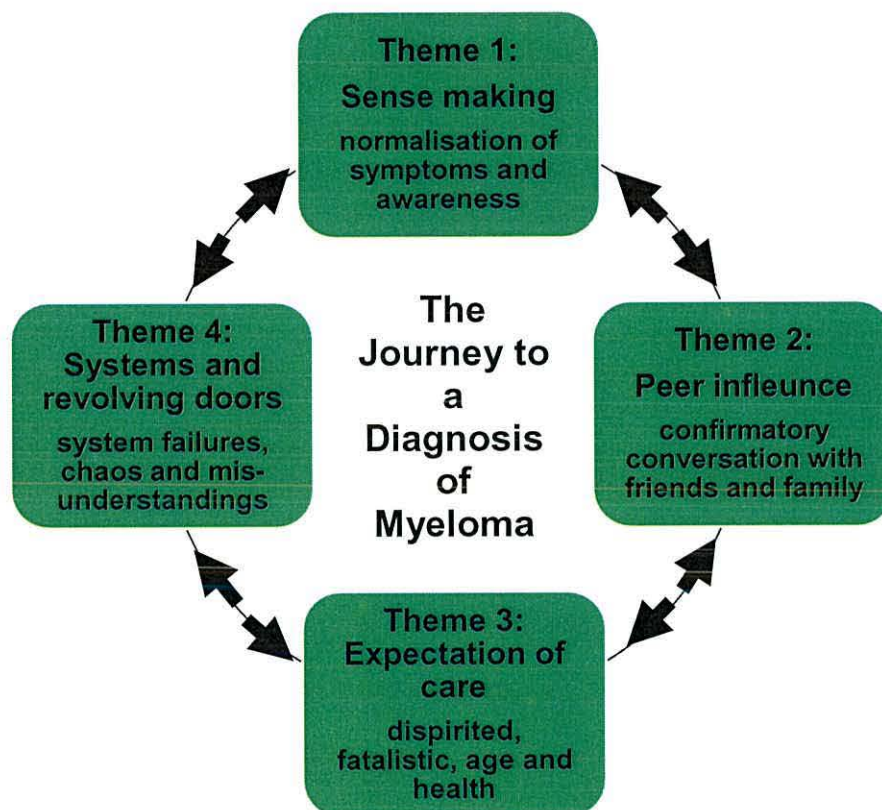 Theme 1:
Sense making
normalisation of
symptoms and
awareness
The
Journey to
a
Diagnosis
of
Myeloma
Theme 2:
Peer infleunce
confirmatory
conversation with
friends and family
Theme 3:
Expectation of
care
dispirited,
fatalistic, age and
health
Theme 4:
Systems and
revolving doors
system failures,
chaos and mis-
understandings